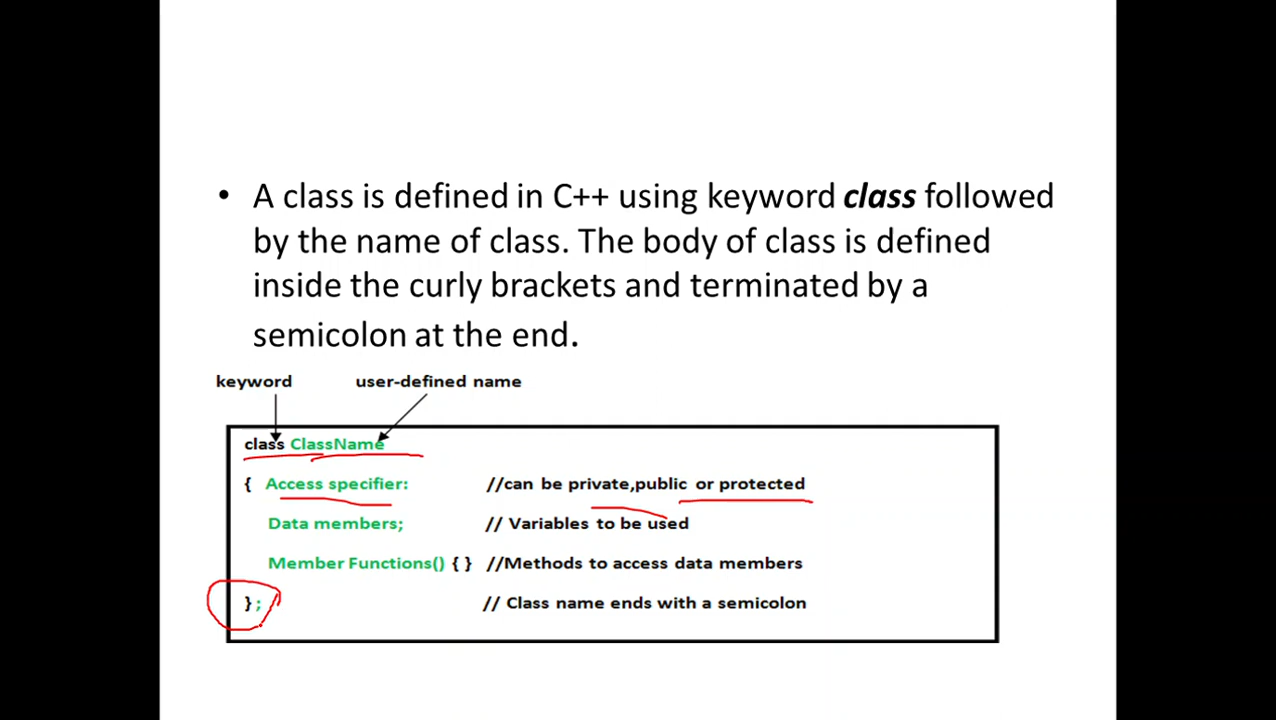 • A class is defined in C++ using keyword class followed
by the name of class. The body of class is defined
inside the curly brackets and terminated by a
semicolon at the end.
keyword user-defined name
class ClassName
{ Access specifier: //can be private,public or protected
Data members; // Variables to be used
Member Functions() { } //Methods to access data members
} ; // Class name ends with a semicolon